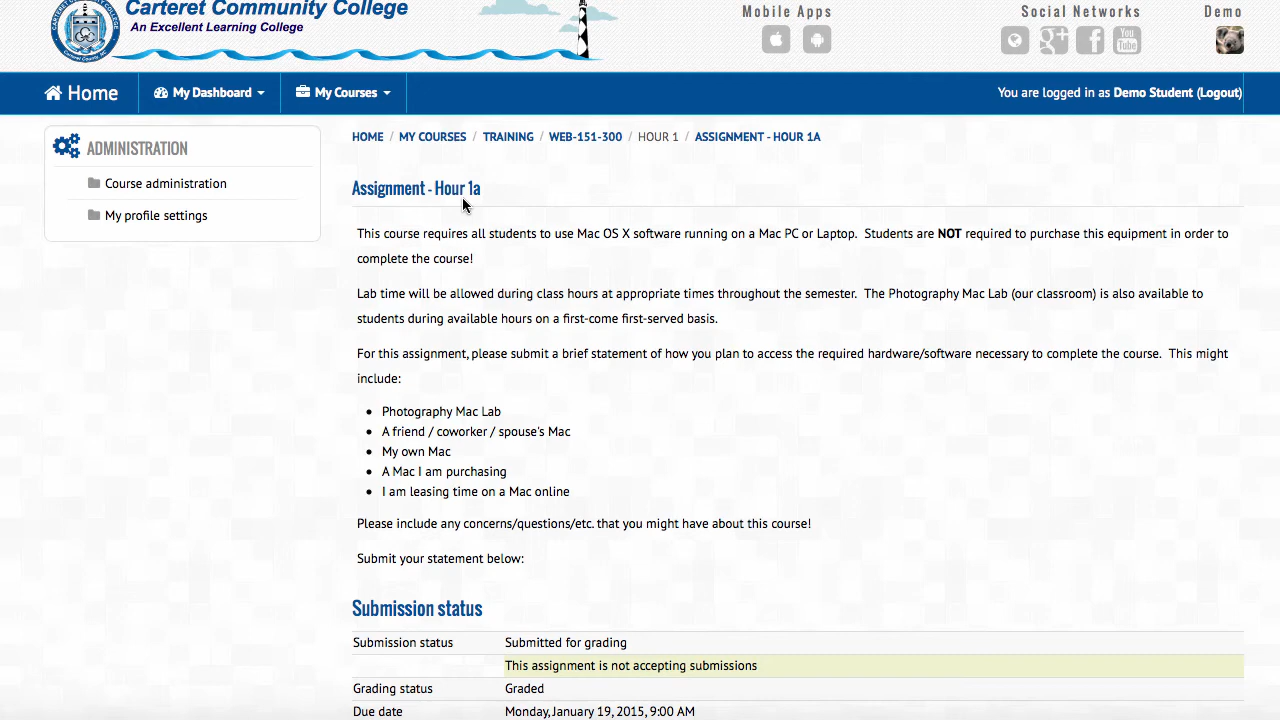 Carteret Community College
An Excellent Learning College
Mobile Apps
Social Networks
Demo
You Tube
Home
My Dashboard
My Courses
You are logged in as Demo Student (Logout)
ADMINISTRATION
Course administration
My profile settings
HOME / MY COURSES / TRAINING / WEB-151-300 / HOUR 1 / ASSIGNMENT - HOUR 1A
Assignment - Hour 1a
This course requires all students to use Mac OS X software running on a Mac PC or Laptop. Students are NOT required to purchase this equipment in order to
complete the course!
Lab time will be allowed during class hours at appropriate times throughout the semester. The Photography Mac Lab (our classroom) is also available to
students during available hours on a first-come first-served basis.
For this assignment, please submit a brief statement of how you plan to access the required hardware/software necessary to complete the course. This might
include:
• Photography Mac Lab
• A friend / coworker / spouse's Mac
• My own Mac
• A Mac I am purchasing
• I am leasing time on a Mac online
Please include any concerns/questions/etc. that you might have about this course!
Submit your statement below:
Submission status
Submission status Submitted for grading
This assignment is not accepting submissions
Grading status Graded
Due date Monday, January 19, 2015, 9:00 AM